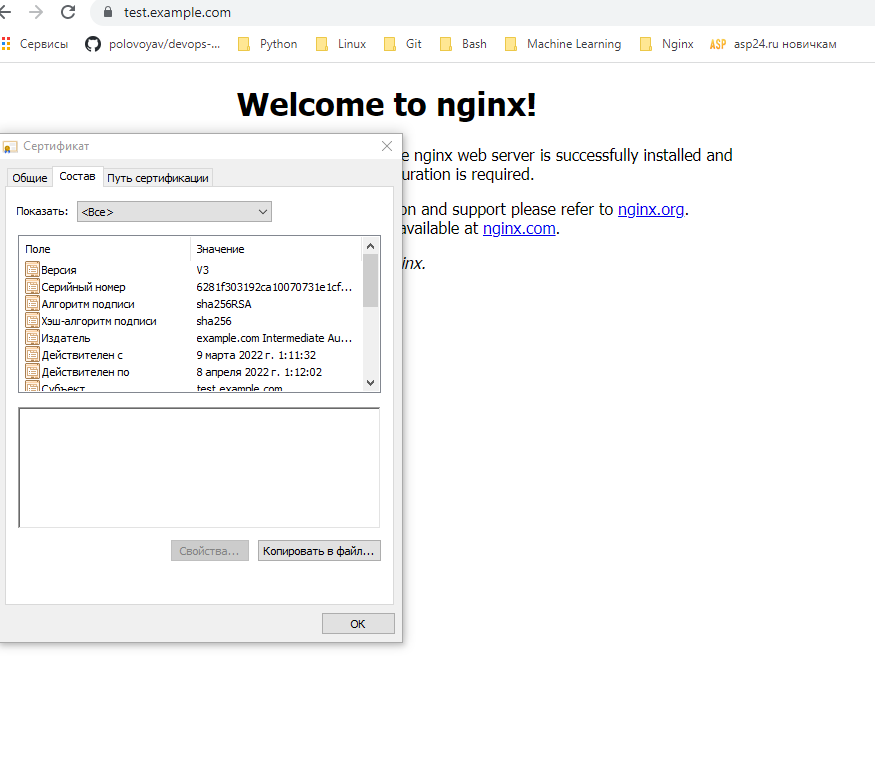 test.example.com
Сервисы polovoyav/devops-... Python Linux Git Bash Machine Learning Nginx ASP asp24.ru новичкам
Welcome to nginx!
Сертификат
e nginx web server is successfully installed and
uration is required.
on and support please refer to nginx.org.
available at nginx.com.
inx.
Общие Состав Путь сертификации
Показать: <Все>
Поле Значение
Версия V3
Серийный номер 6281f303192ca10070731e1cf...
Алгоритм подписи sha256RSA
Хэш-алгоритм подписи sha256
Издатель example.com Intermediate Au...
Действителен с 9 марта 2022 г. 1:11:32
Действителен по 8 апреля 2022 г. 1:12:02
Субъект test.example.com
Свойства... Копировать в файл...
ОК